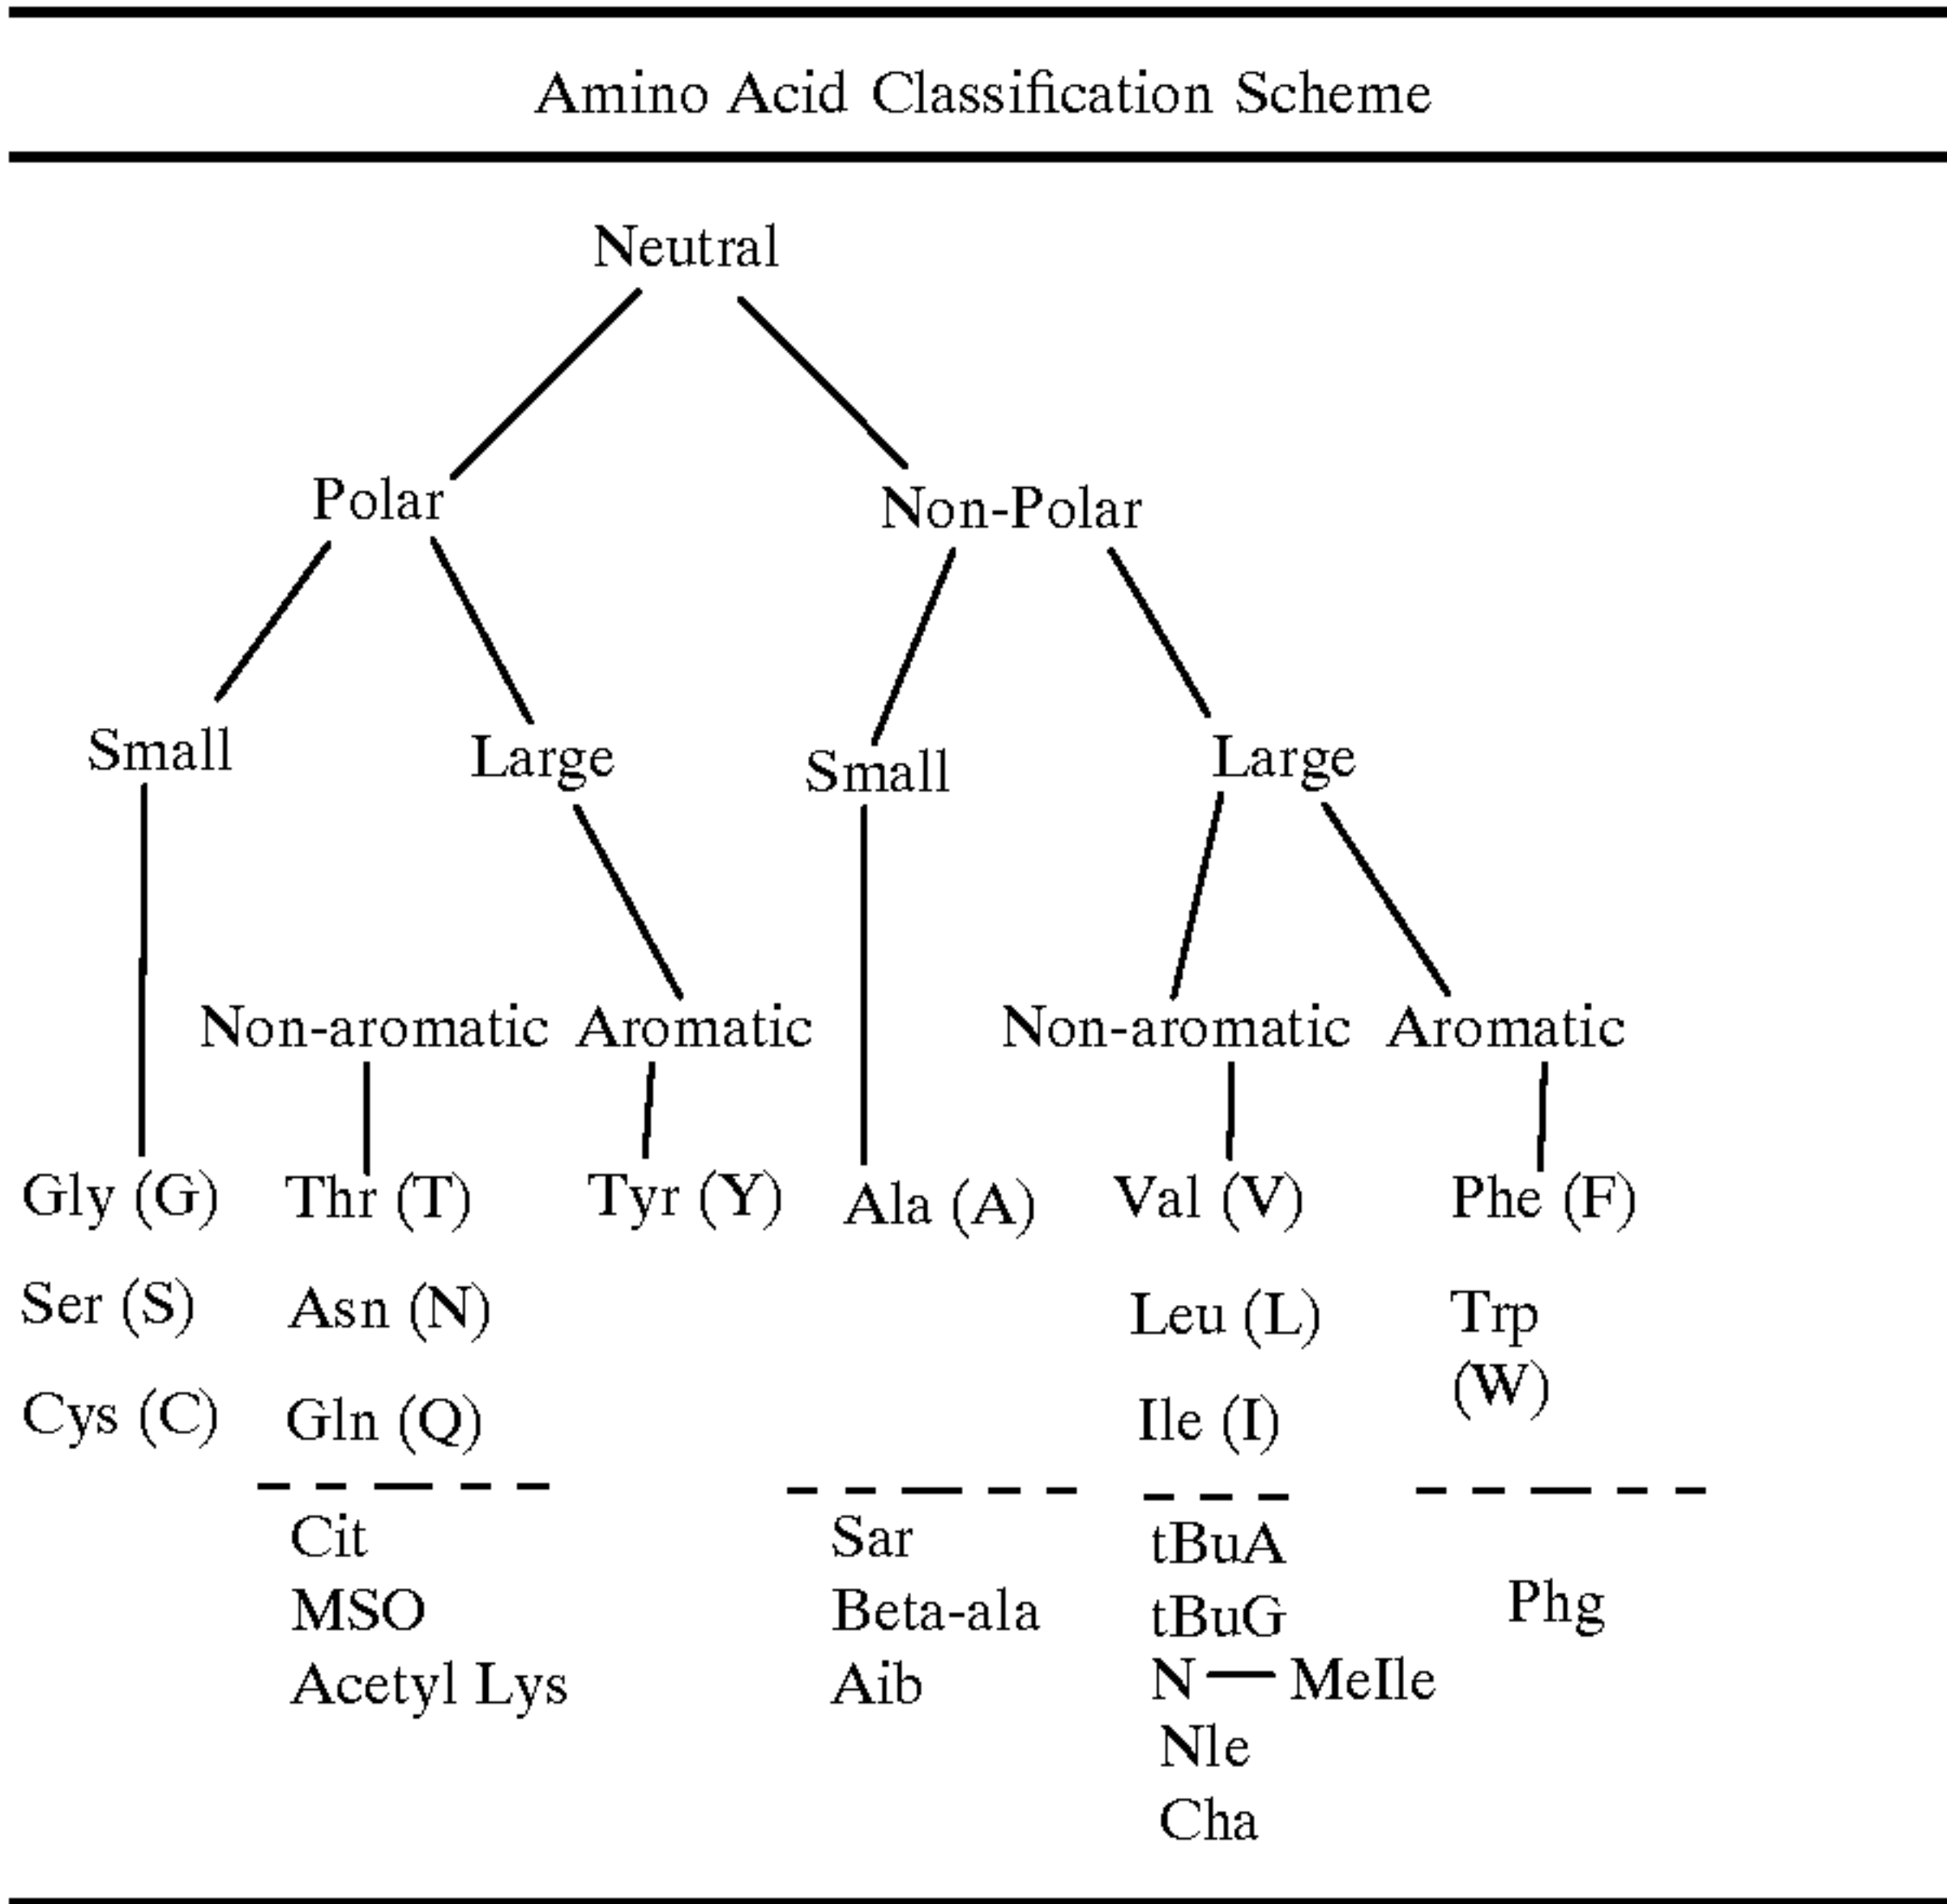 Amino Acid Classification Scheme
Neutral
Polar Non-Polar
Small Large Small Large
Non-aromatic Aromatic Non-aromatic Aromatic
Gly (G) Thr (T) Tyr (Y) Ala (A) Val (V) Phe (F)
Ser (S) Asn (N) Leu (L) Trp
(W)
Cys (C) Gln (Q) Ile (I)
Cit Sar tBuA
MSO Beta-ala tBuG Phg
Acetyl Lys Aib N — MeIle
Nle
Cha